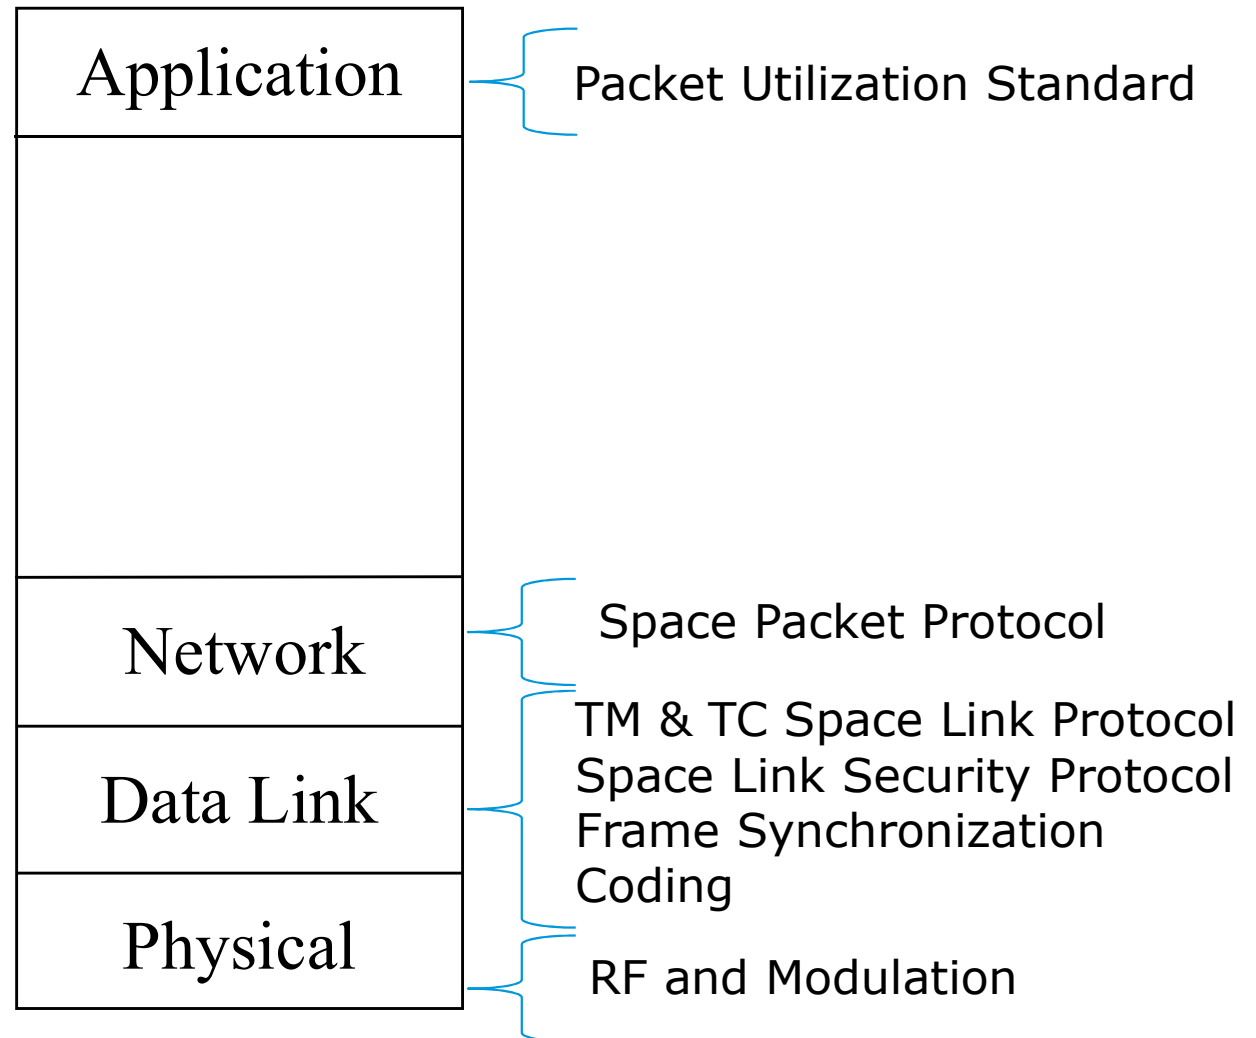 Application
Packet Utilization Standard
Network
Space Packet Protocol
Data Link
TM & TC Space Link Protocol
Space Link Security Protocol
Frame Synchronization
Coding
Physical
RF and Modulation